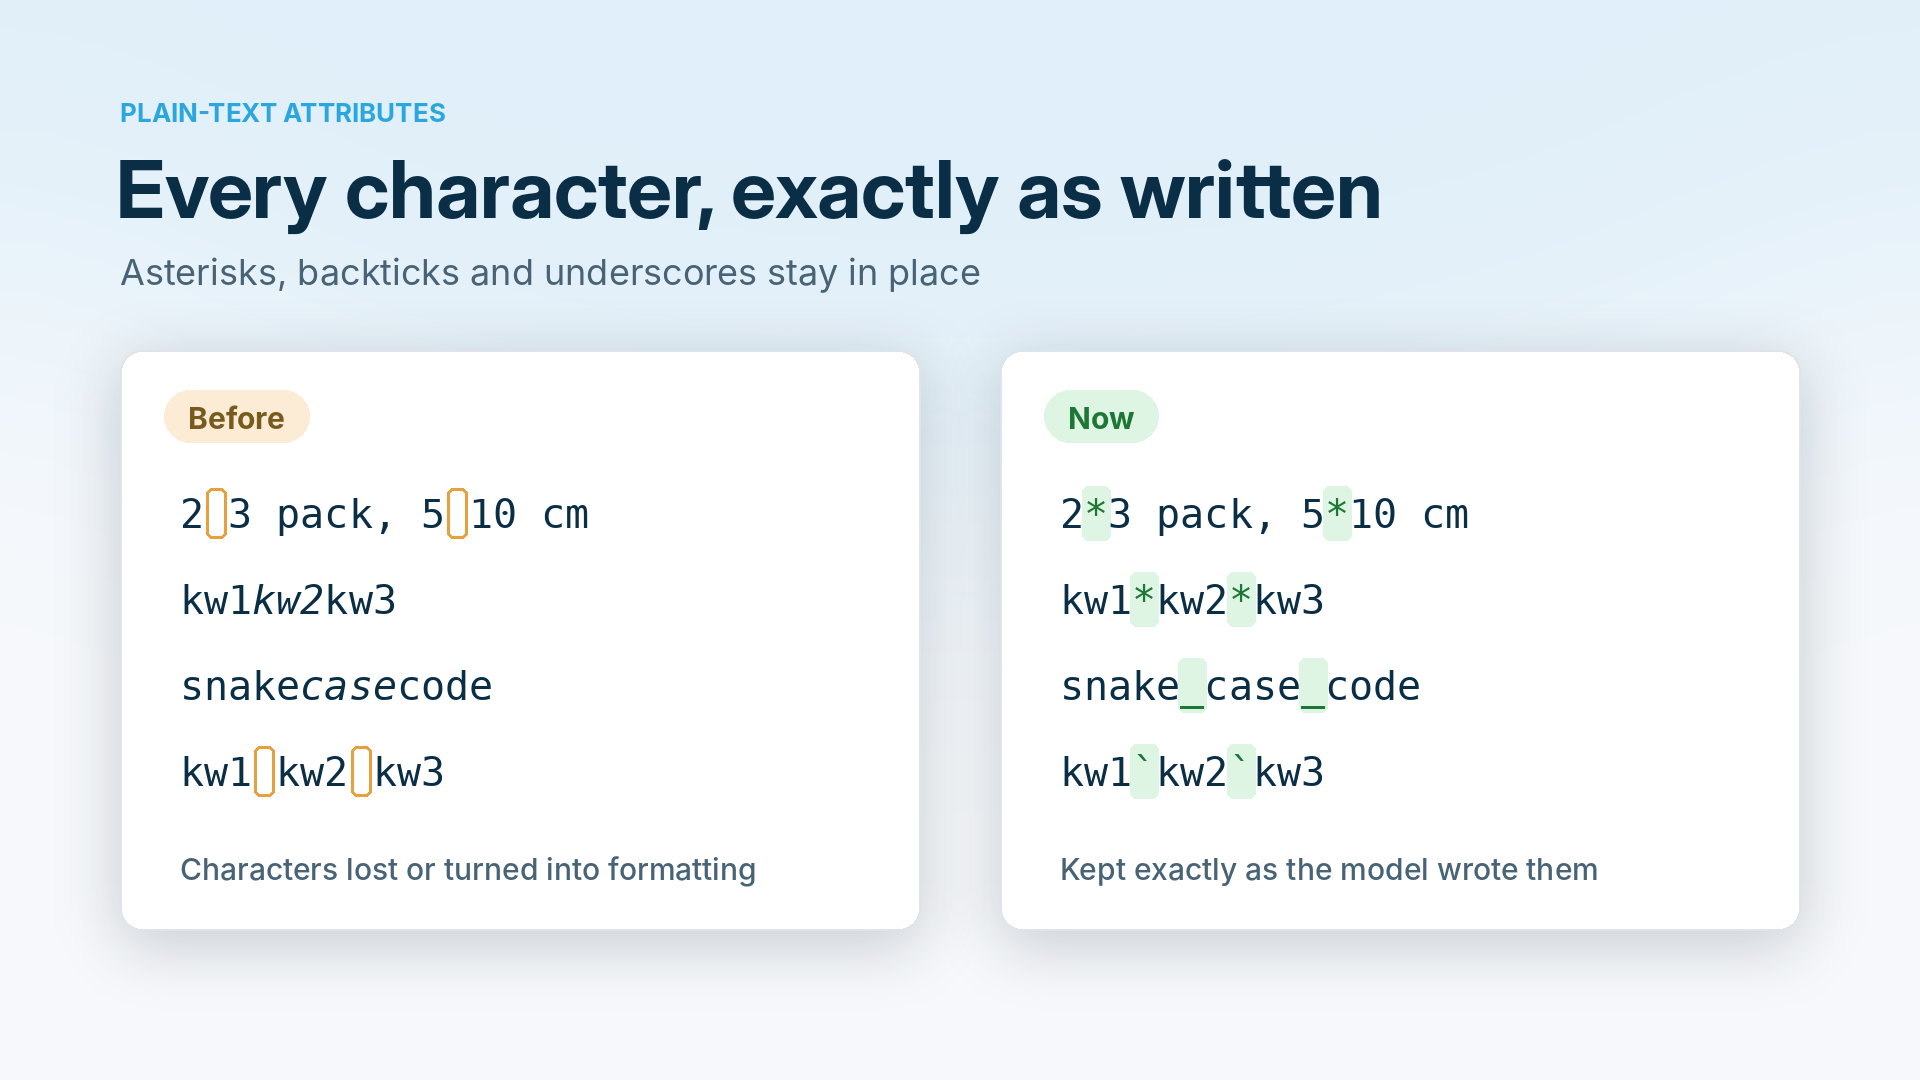 PLAIN-TEXT ATTRIBUTES
Every character, exactly as written
Asterisks, backticks and underscores stay in place
Before
23 pack, 510 cm
kw1kw2kw3
snakecasecode
kw1kw2kw3
Characters lost or turned into formatting
Now
2*3 pack, 5*10 cm
kw1*kw2*kw3
snake_case_code
kw1`kw2`kw3
Kept exactly as the model wrote them